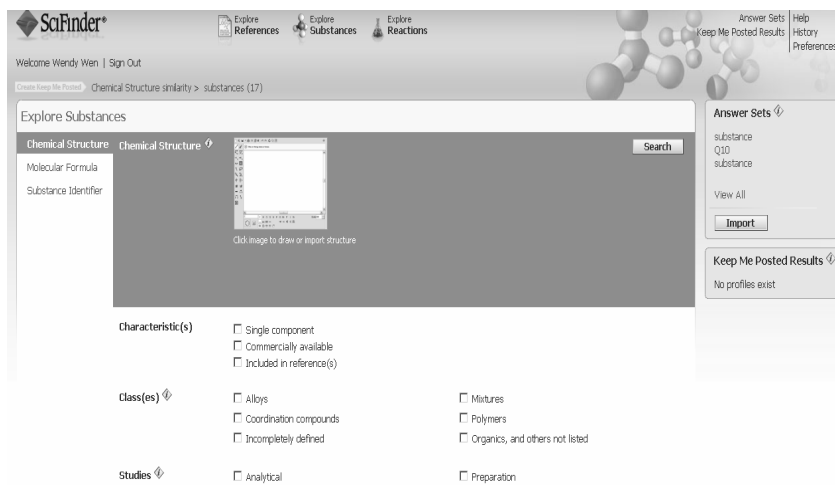 SciFinder®
Explore References
Explore Substances
Explore Reactions
Answer Sets
Keep Me Posted Results
Help
History
Preferences
Welcome Wendy Wen | Sign Out
Create Keep Me Posted
Chemical Structure similarity > substances (17)
Explore Substances
Chemical Structure
Molecular Formula
Substance Identifier
Chemical Structure
Search
Click image to draw or import structure
Characteristic(s)
Single component
Commercially available
Included in reference(s)
Class(es)
Alloys
Mixtures
Coordination compounds
Polymers
Incompletely defined
Organics, and others not listed
Studies
Analytical
Preparation
Answer Sets
substance
Q10
substance
View All
Import
Keep Me Posted Results
No profiles exist